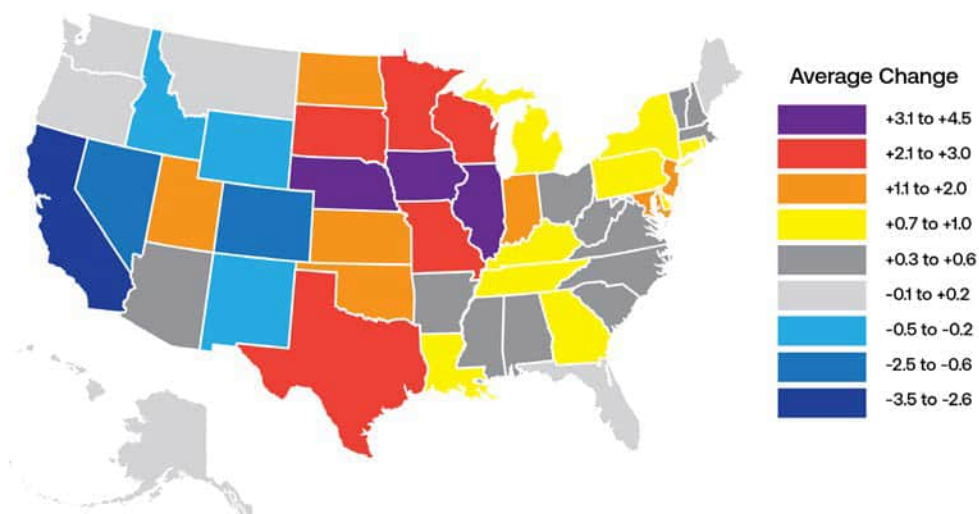 Average Change
+3.1 to +4.5
+2.1 to +3.0
+1.1 to +2.0
+0.7 to +1.0
+0.3 to +0.6
-0.1 to +0.2
-0.5 to -0.2
-2.5 to -0.6
-3.5 to -2.6